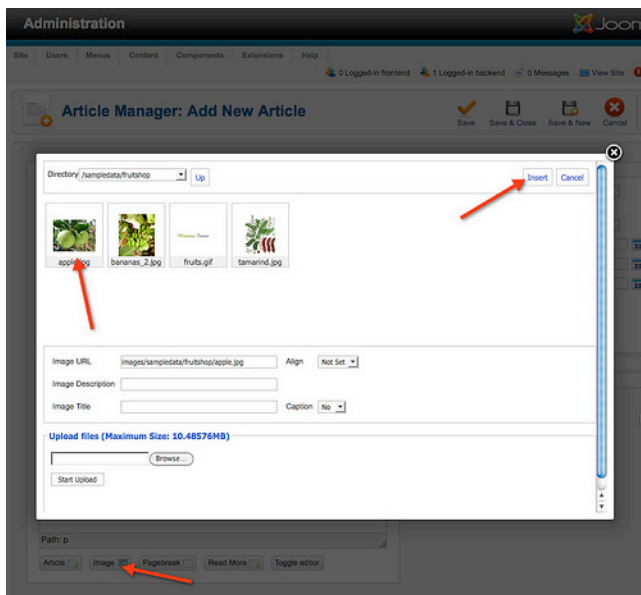 Administration
Joom
Site Users Menus Content Components Extensions Help
0 Logged-in frontend 1 Logged-in backend 0 Messages View Site
Article Manager: Add New Article
Save Save & Close Save & New Cancel
Directory /sampledata/fruitshop Up Insert Cancel
apple.jpg bananas_2.jpg fruits.gif tamarind.jpg
Image URL images/sampledata/fruitshop/apple.jpg Align Not Set
Image Description
Image Title Caption No
Upload files (Maximum Size: 10.48576MB)
Browse...
Start Upload
Path: p
Article Image Pagebreak Read More Toggle editor